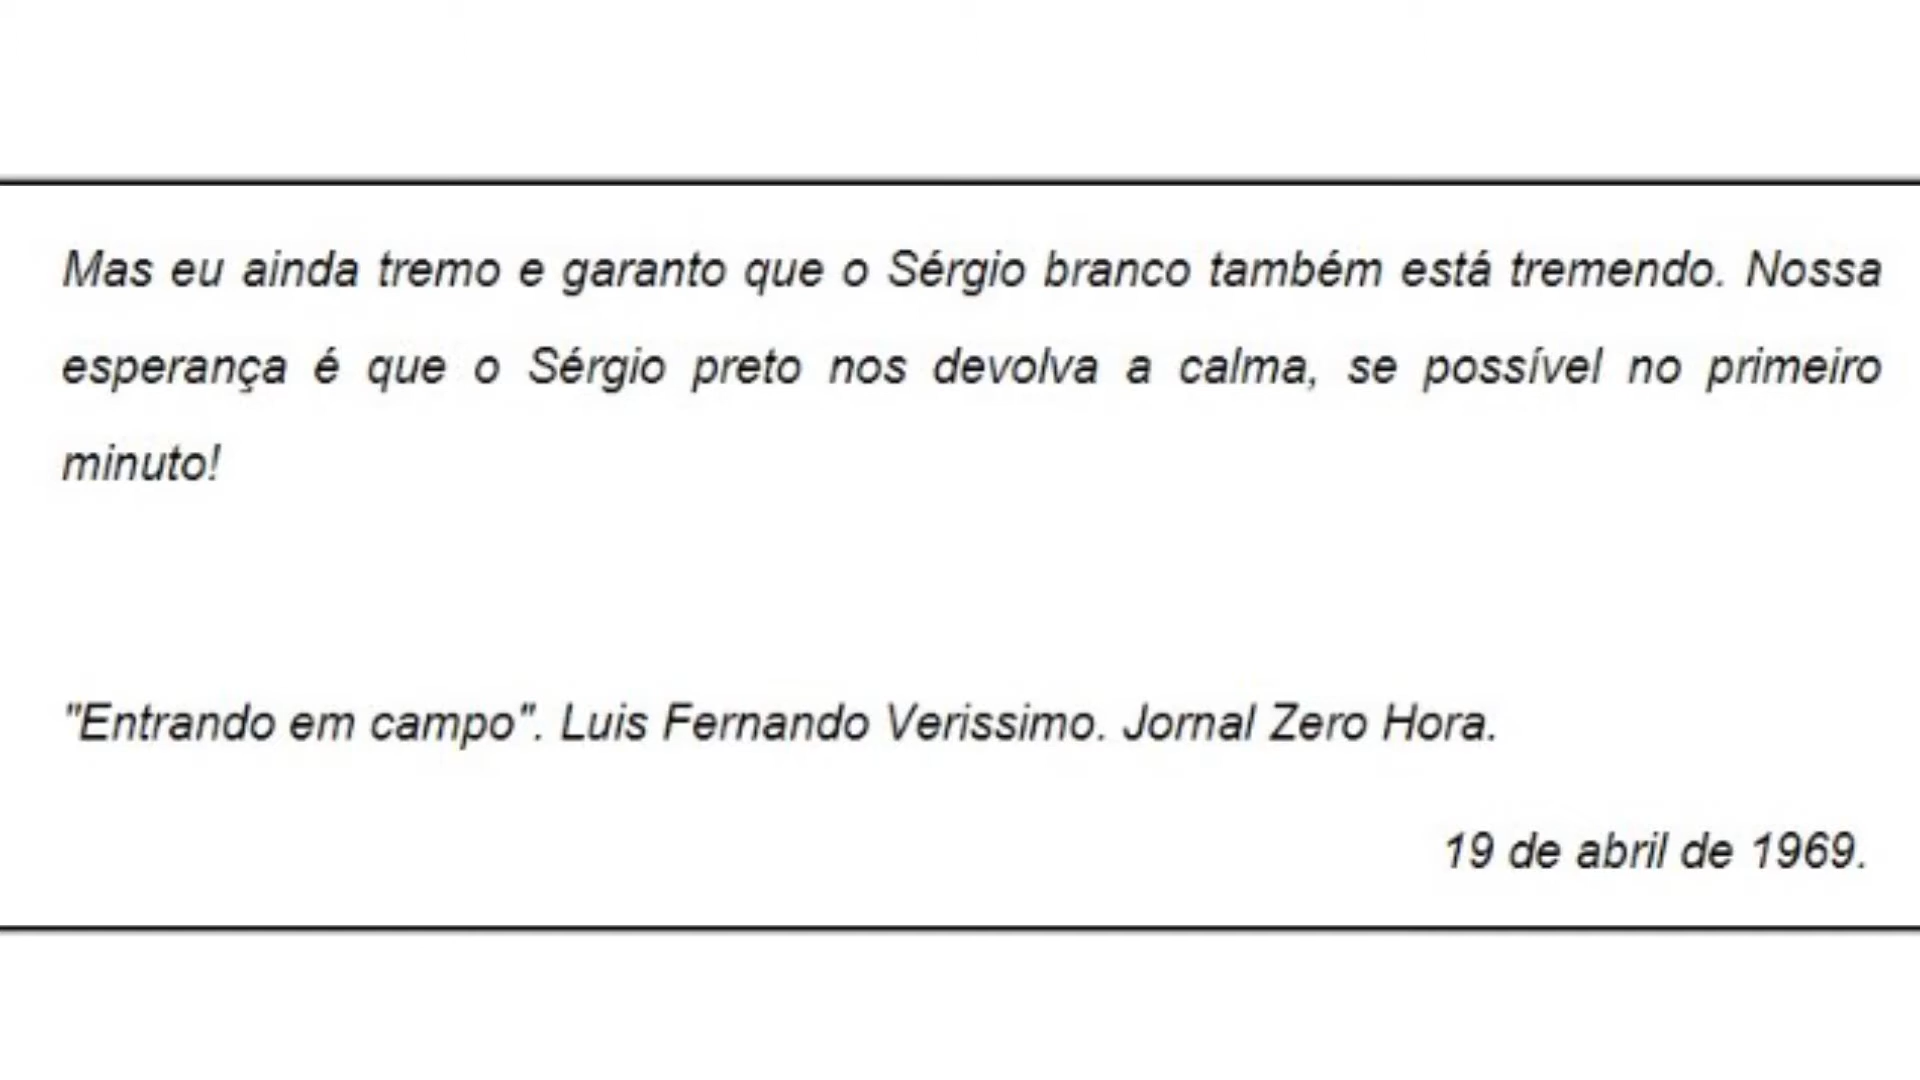 Mas eu ainda tremo e garanto que o Sérgio branco também está tremendo. Nossa
esperança é que o Sérgio preto nos devolva a calma, se possível no primeiro
minuto!
"Entrando em campo". Luis Fernando Verissimo. Jornal Zero Hora.
19 de abril de 1969.